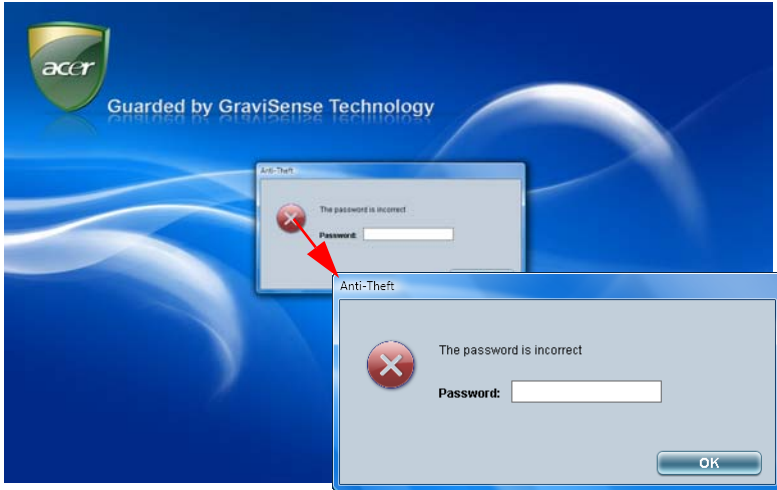 acer
Guarded by GraviSense Technology
Anti-Theft
The password is incorrect
Password:
Anti-Theft
The password is incorrect
Password:
OK